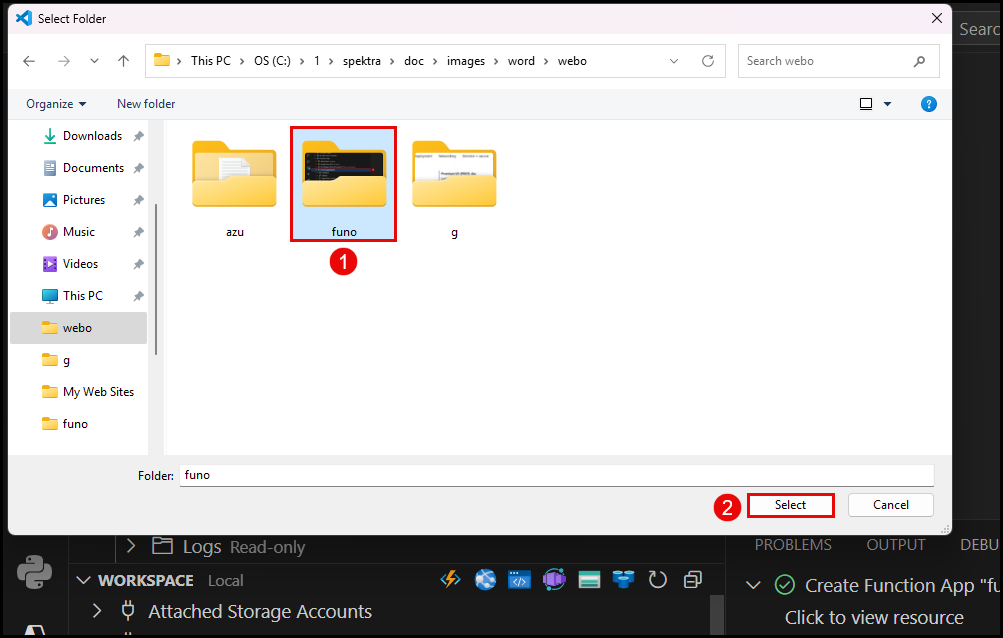 Select Folder
Searc
This PC > OS (C:) > 1 > spektra > doc > images > word > webo
Search webo
Organize
New folder
?
Downloads
Documents
Pictures
Music
Videos
This PC
webo
g
My Web Sites
funo
azu
funo
g
1
Folder: funo
2
Select
Cancel
Logs Read-only
PROBLEMS
OUTPUT
DEBU
WORKSPACE Local
Create Function App "fu
Attached Storage Accounts
Click to view resource